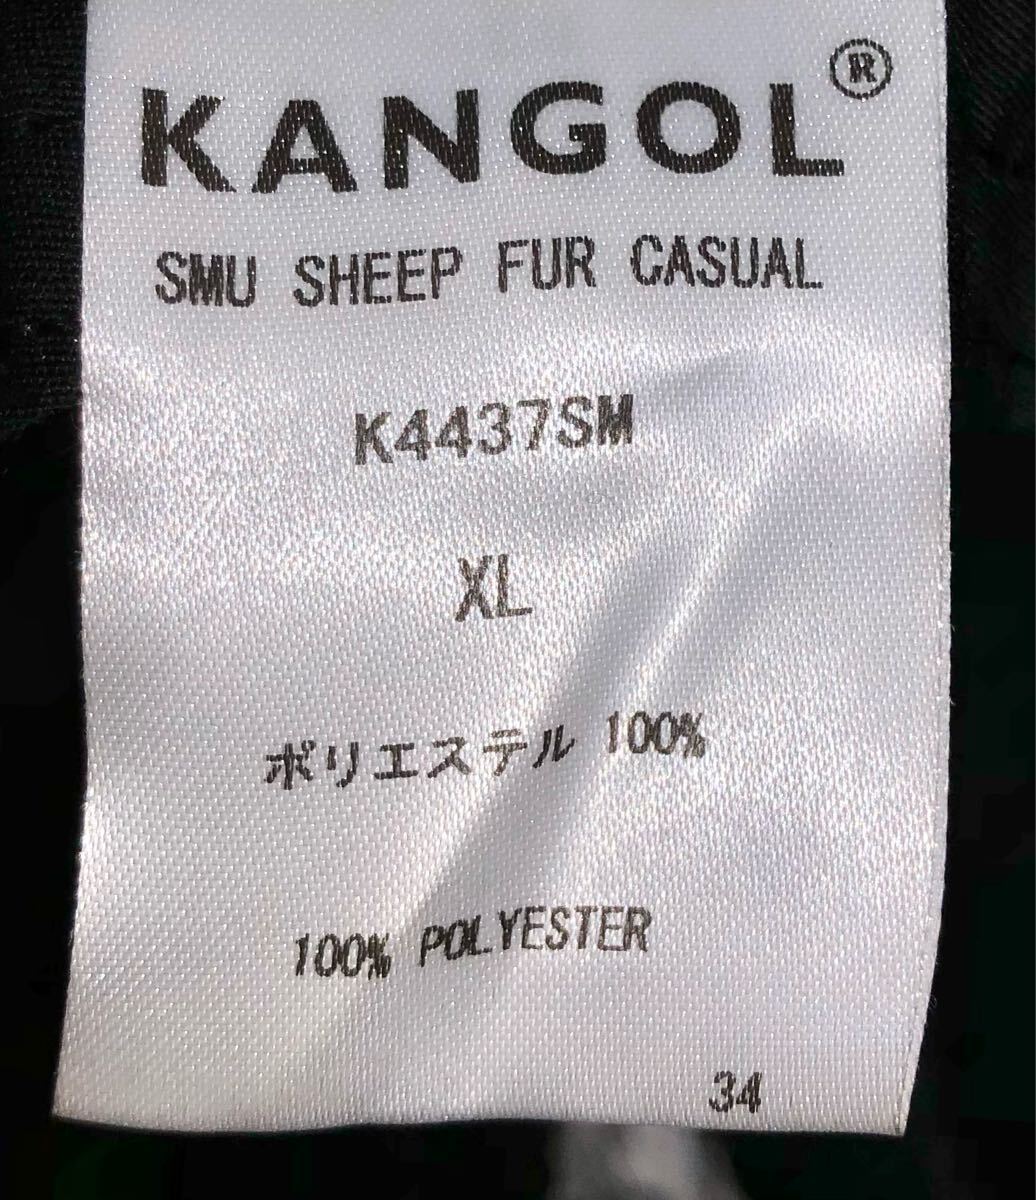 KANGOL®
SMU SHEEP FUR CASUAL
K4437SM
XL
ポリエステル 100%
100% POLYESTER
34